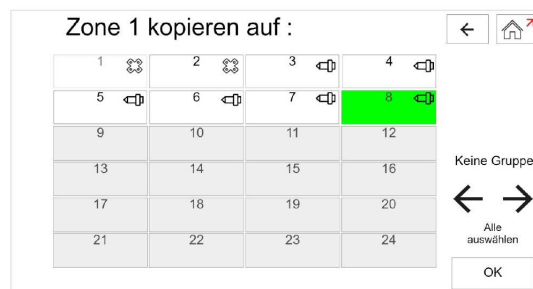 Zone 1 kopieren auf :
1 2 3 4
5 6 7 8
9 10 11 12
13 14 15 16
17 18 19 20
21 22 23 24
Keine Gruppe
Alle
auswählen
OK